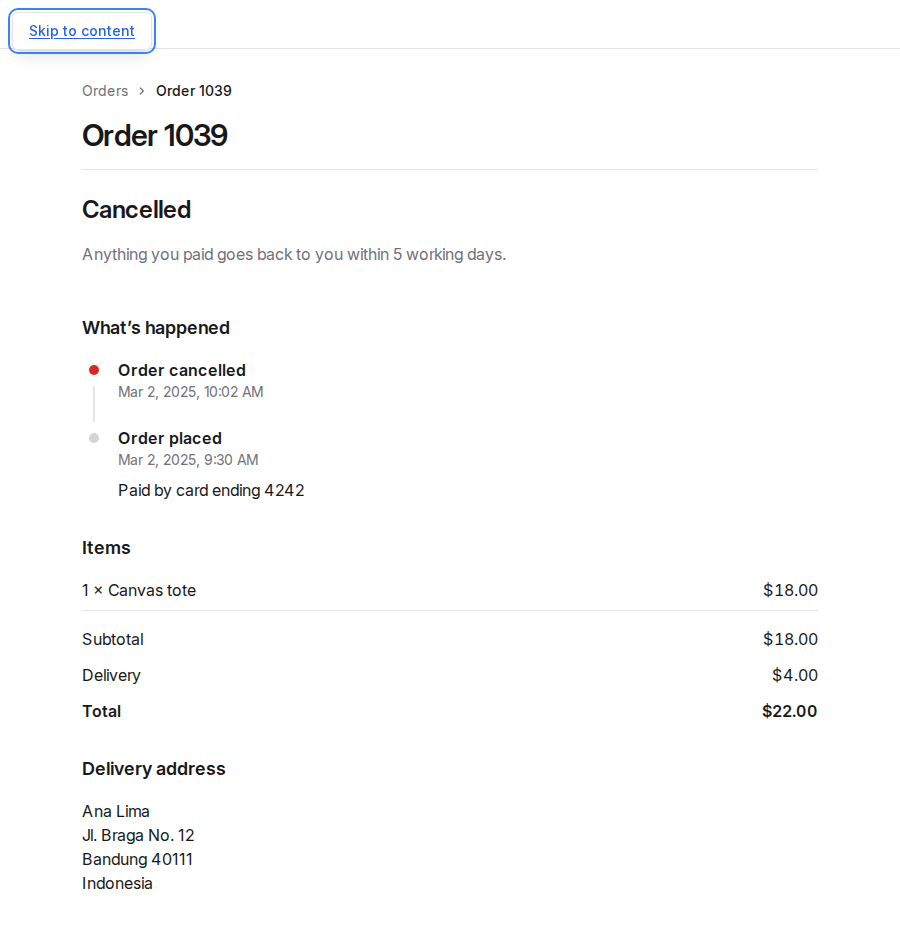 Skip to content
Orders > Order 1039
Order 1039
Cancelled
Anything you paid goes back to you within 5 working days.
What’s happened
Order cancelled
Mar 2, 2025, 10:02 AM
Order placed
Mar 2, 2025, 9:30 AM
Paid by card ending 4242
Items
1 × Canvas tote $18.00
Subtotal $18.00
Delivery $4.00
Total $22.00
Delivery address
Ana Lima
Jl. Braga No. 12
Bandung 40111
Indonesia